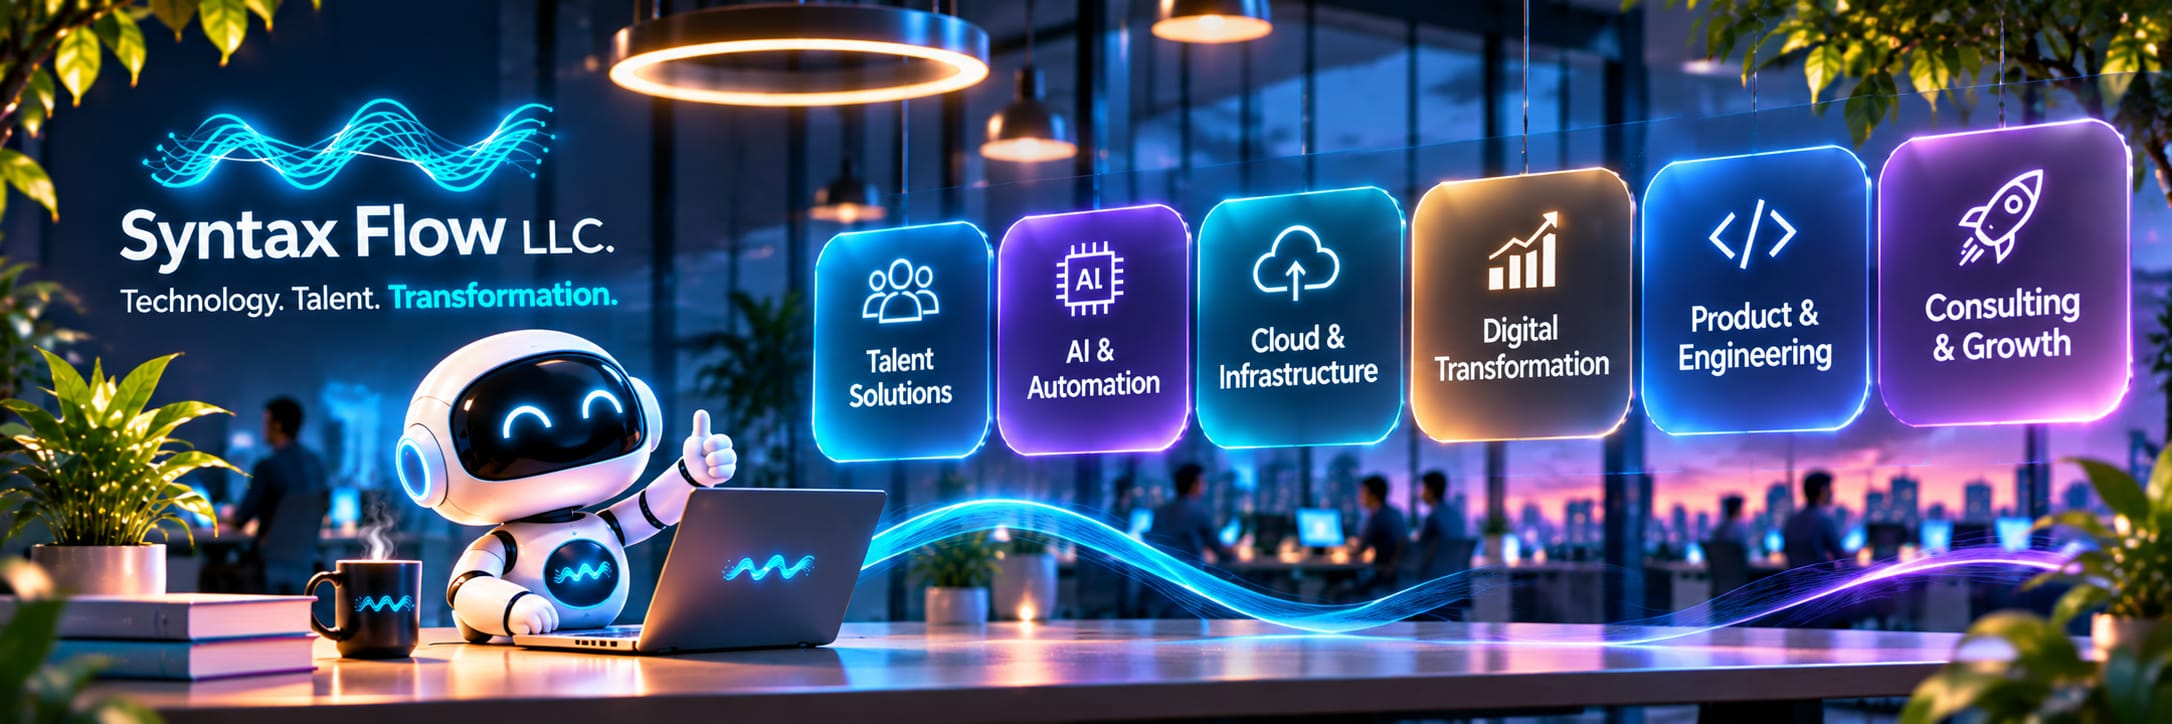 Syntax Flow LLC.
Technology. Talent. Transformation.
Talent
Solutions
AI
AI &
Automation
Cloud &
Infrastructure
Digital
Transformation
</>
Product &
Engineering
Consulting
& Growth